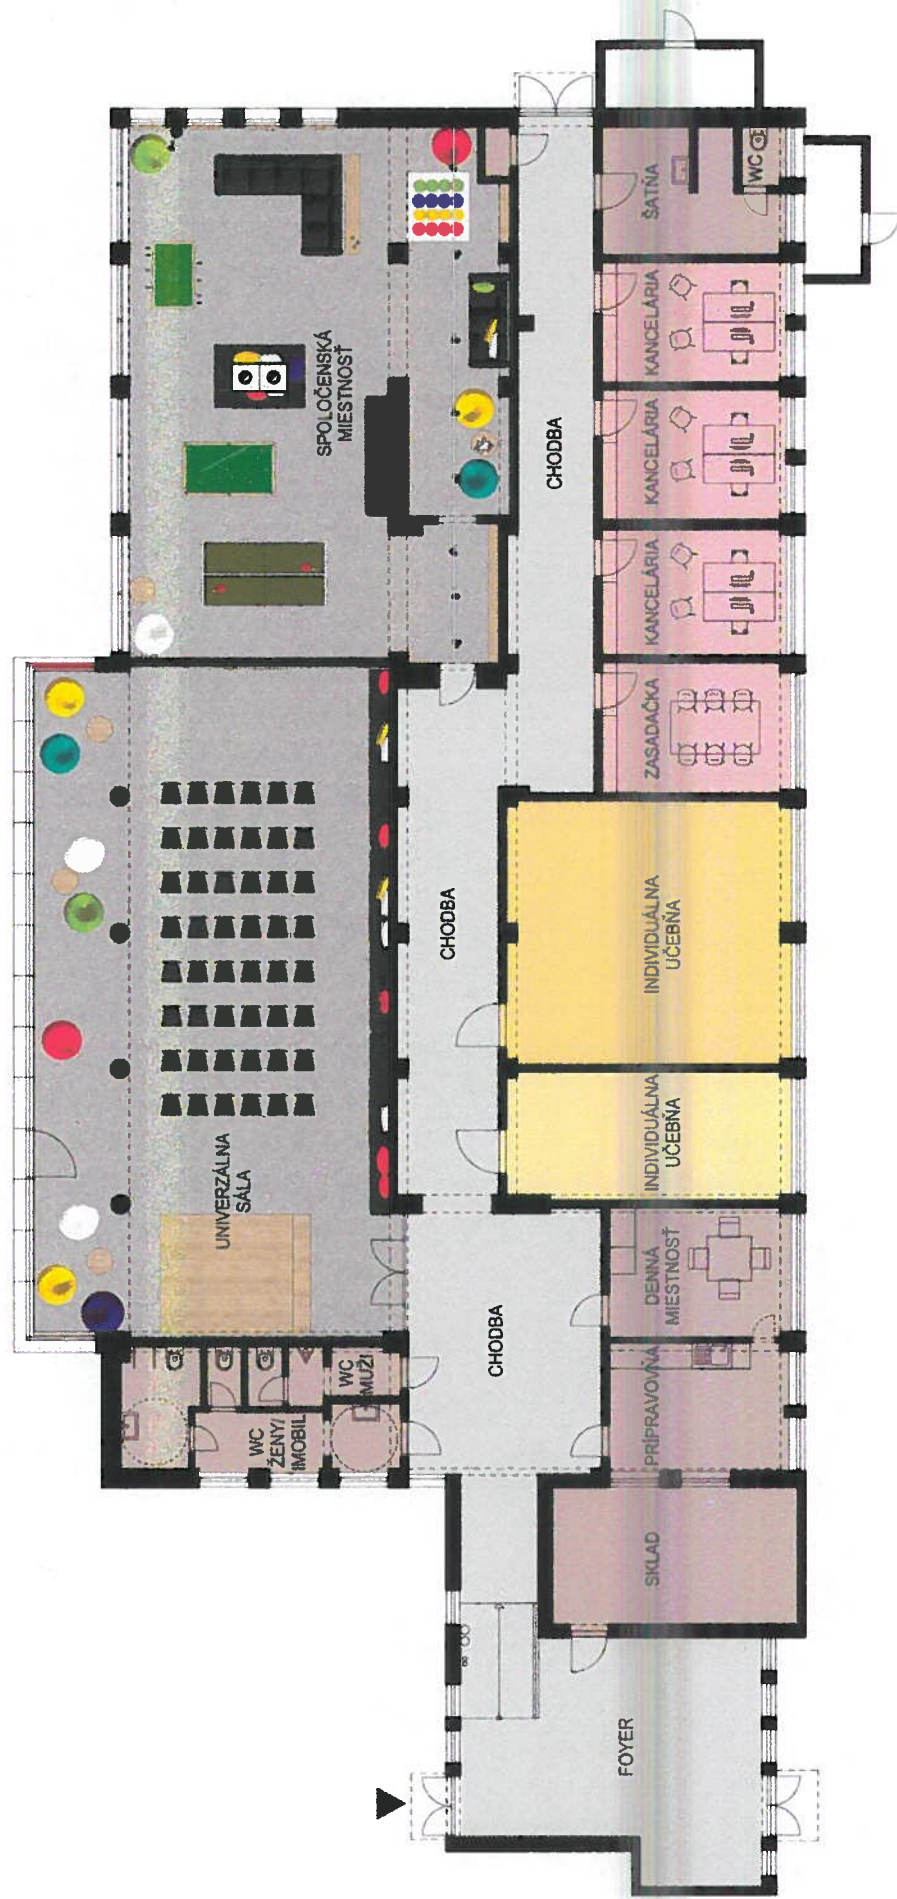 ŠATŇA
WC
KANCELÁRIA
KANCELÁRIA
KANCELÁRIA
ZASADAČKA
SPOLOČENSKÁ
MIESTNOSŤ
CHODBA
CHODBA
INDIVIDUÁLNA
UČEBŇA
INDIVIDUÁLNA
UČEBŇA
UNIVERZÁLNA
SÁLA
DENNÁ
MIESTNOSŤ
CHODBA
WC
MUŽI
WC
ŽENY/
IMOBIL
PRÍPRAVOVŇA
SKLAD
FOYER